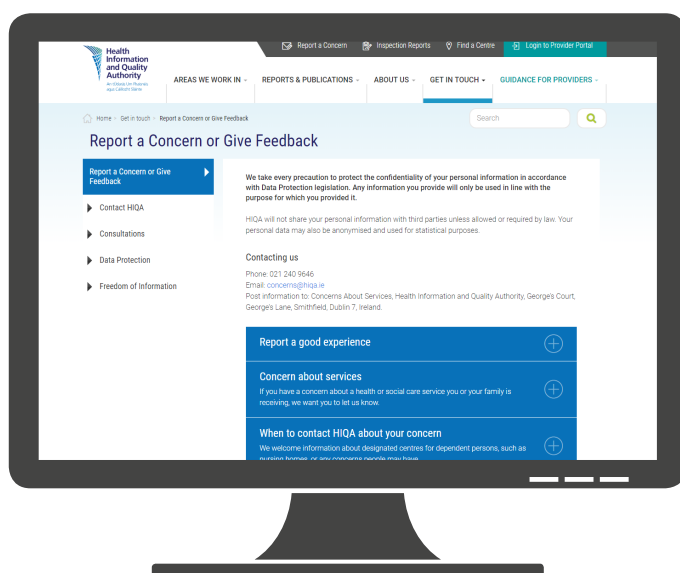 Health
Information
and Quality
Authority
Report a Concern
Inspection Reports
Find a Centre
Login to Provider Portal
AREAS WE WORK IN
REPORTS & PUBLICATIONS
ABOUT US
GET IN TOUCH
GUIDANCE FOR PROVIDERS
Home > Get in touch > Report a Concern or Give Feedback
Search
Report a Concern or Give Feedback
Report a Concern or Give
Feedback
Contact HIQA
Consultations
Data Protection
Freedom of Information
We take every precaution to protect the confidentiality of your personal information in accordance
with Data Protection legislation. Any information you provide will only be used in line with the
purpose for which you provided it.
HIQA will not share your personal information with third parties unless allowed or required by law. Your
personal data may also be anonymised and used for statistical purposes.
Contacting us
Phone: 021 240 9646
Email: concerns@hiqa.ie
Post information to: Concerns About Services, Health Information and Quality Authority, George's Court,
George's Lane, Smithfield, Dublin 7, Ireland.
Report a good experience
Concern about services
If you have a concern about a health or social care service you or your family is
receiving, we want you to let us know.
When to contact HIQA about your concern
We welcome information about designated centres for dependent persons, such as
nursing homes, or any concerns people may have